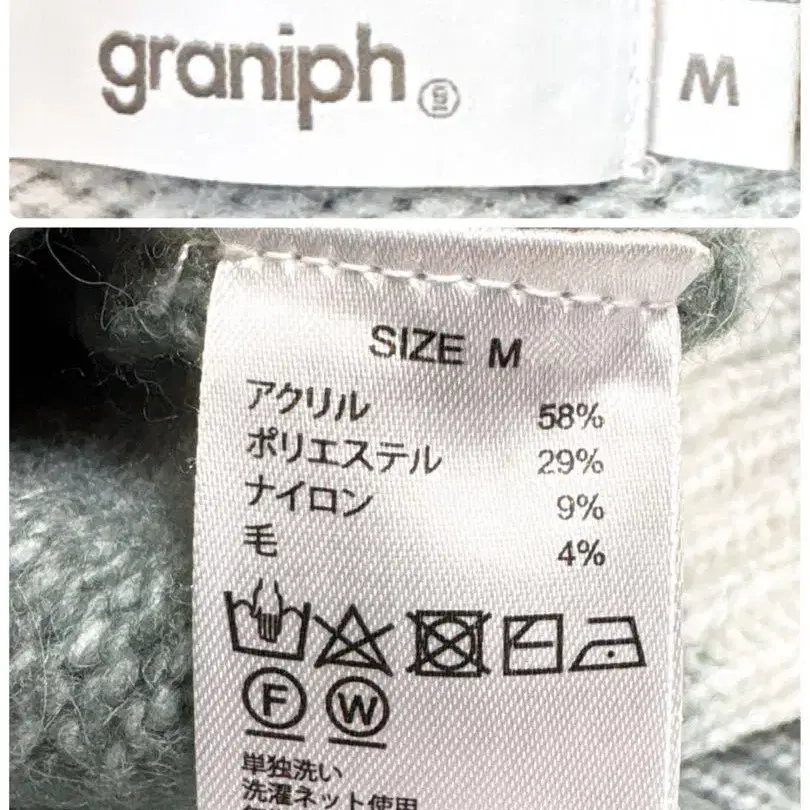 graniph
M
SIZE M
アクリル 58%
ポリエステル 29%
ナイロン 9%
毛 4%
F W
単独洗い
洗濯ネット使用